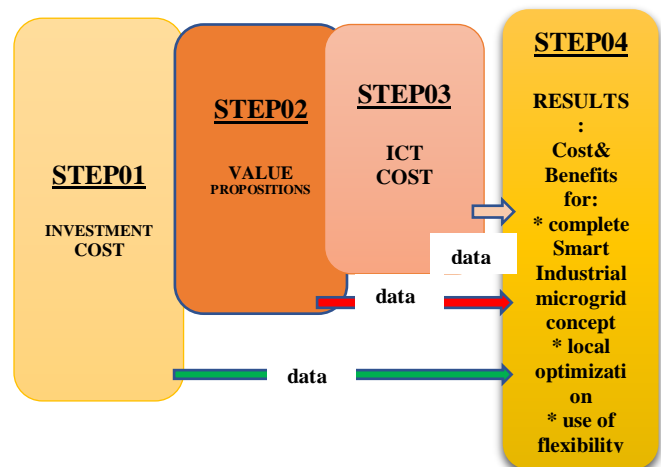 STEP01
INVESTMENT
COST
STEP02
VALUE
PROPOSITIONS
STEP03
ICT
COST
data
data
data
STEP04
RESULTS
:
Cost&
Benefits
for:
* complete
Smart
Industrial
microgrid
concept
* local
optimizati
on
* use of
flexibility